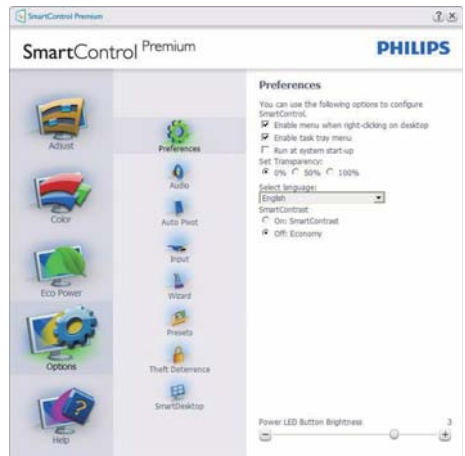 SmartControl Premium
SmartControl Premium
PHILIPS
Adjust
Color
Eco Power
Options
Help
Preferences
Audio
Auto Pivot
Input
Wizard
Presets
Theft Deterrence
SmartDesktop
Preferences
You can use the following options to configure
SmartControl.
Enable menu when right-clicking on desktop
Enable task tray menu
Run at system start-up
Set Transparency:
0% 50% 100%
Select language:
English
SmartContrast
On: SmartContrast
Off: Economy
Power LED Button Brightness 3